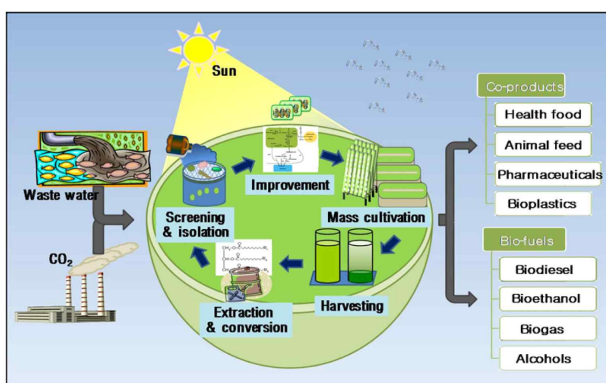 Sun
Waste water
CO2
Screening
& isolation
Improvement
Mass cultivation
Harvesting
Extraction
& conversion
Co-products
Health food
Animal feed
Pharmaceuticals
Bioplastics
Bio-fuels
Biodiesel
Bioethanol
Biogas
Alcohols